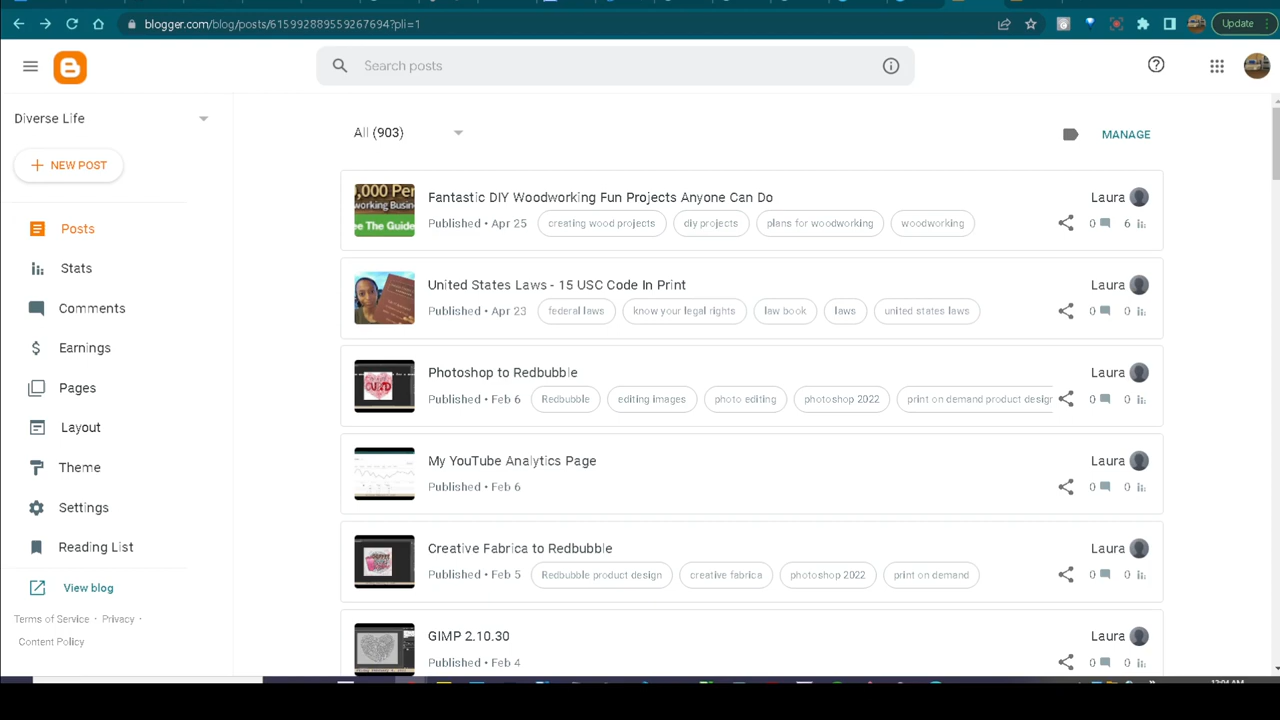 blogger.com/blog/posts/6159928895592676​94?pli=1
Update
Search posts
Diverse Life
All (903)
MANAGE
NEW POST
Posts
Stats
Comments
Earnings
Pages
Layout
Theme
Settings
Reading List
View blog
Terms of Service · Privacy ·
Content Policy
Fantastic DIY Woodworking Fun Projects Anyone Can Do
Laura
Published • Apr 25 creating wood projects diy projects plans for woodworking woodworking 0 6
United States Laws - 15 USC Code In Print
Laura
Published • Apr 23 federal laws know your legal rights law book laws united states laws 0 0
Photoshop to Redbubble
Laura
Published • Feb 6 Redbubble editing images photo editing photoshop 2022 print on demand product design 0 0
My YouTube Analytics Page
Laura
Published • Feb 6 0 0
Creative Fabrica to Redbubble
Laura
Published • Feb 5 Redbubble product design creative fabrica photoshop 2022 print on demand 0 0
GIMP 2.10.30
Laura
Published • Feb 4 0 0